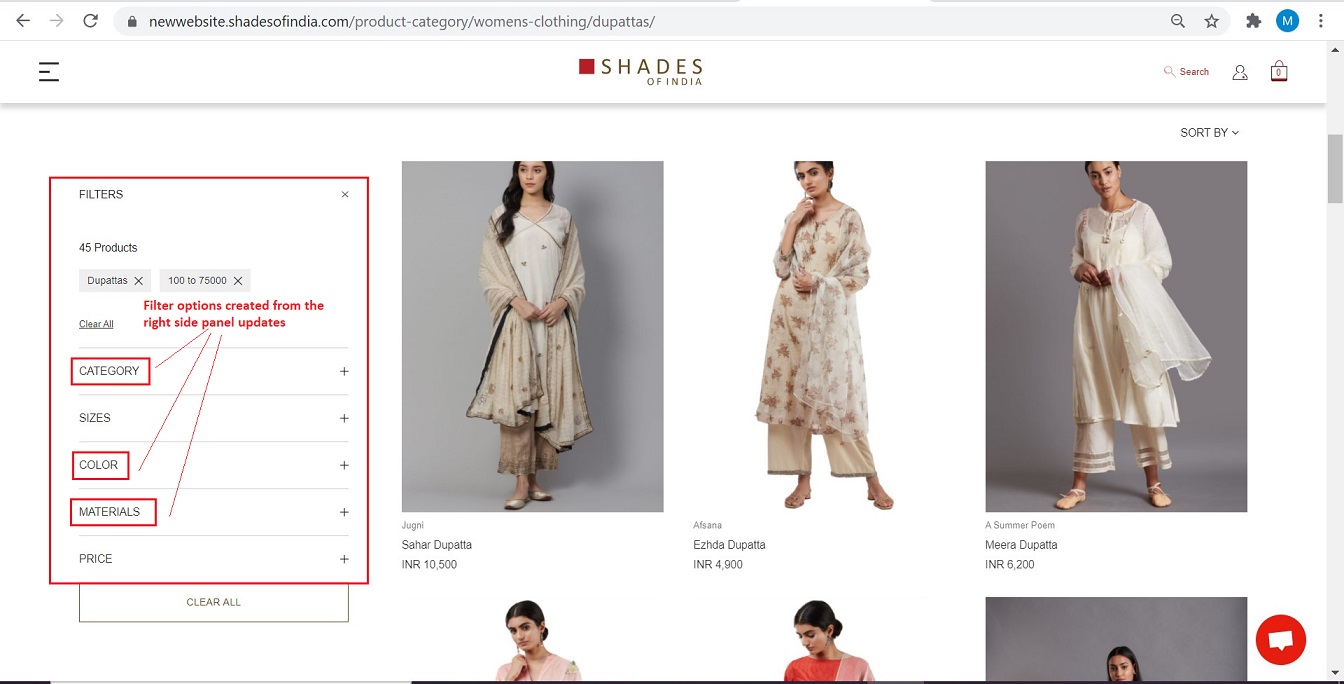 newwebsite.shadesofindia.com/product-category/womens-clothing/dupattas/
M
SHADES
OF INDIA
Search
0
SORT BY
FILTERS
45 Products
Dupattas
100 to 75000
Filter options created from the
right side panel updates
Clear All
CATEGORY
SIZES
COLOR
MATERIALS
PRICE
CLEAR ALL
Jugni
Sahar Dupatta
INR 10,500
Afsana
Ezhda Dupatta
INR 4,900
A Summer Poem
Meera Dupatta
INR 6,200